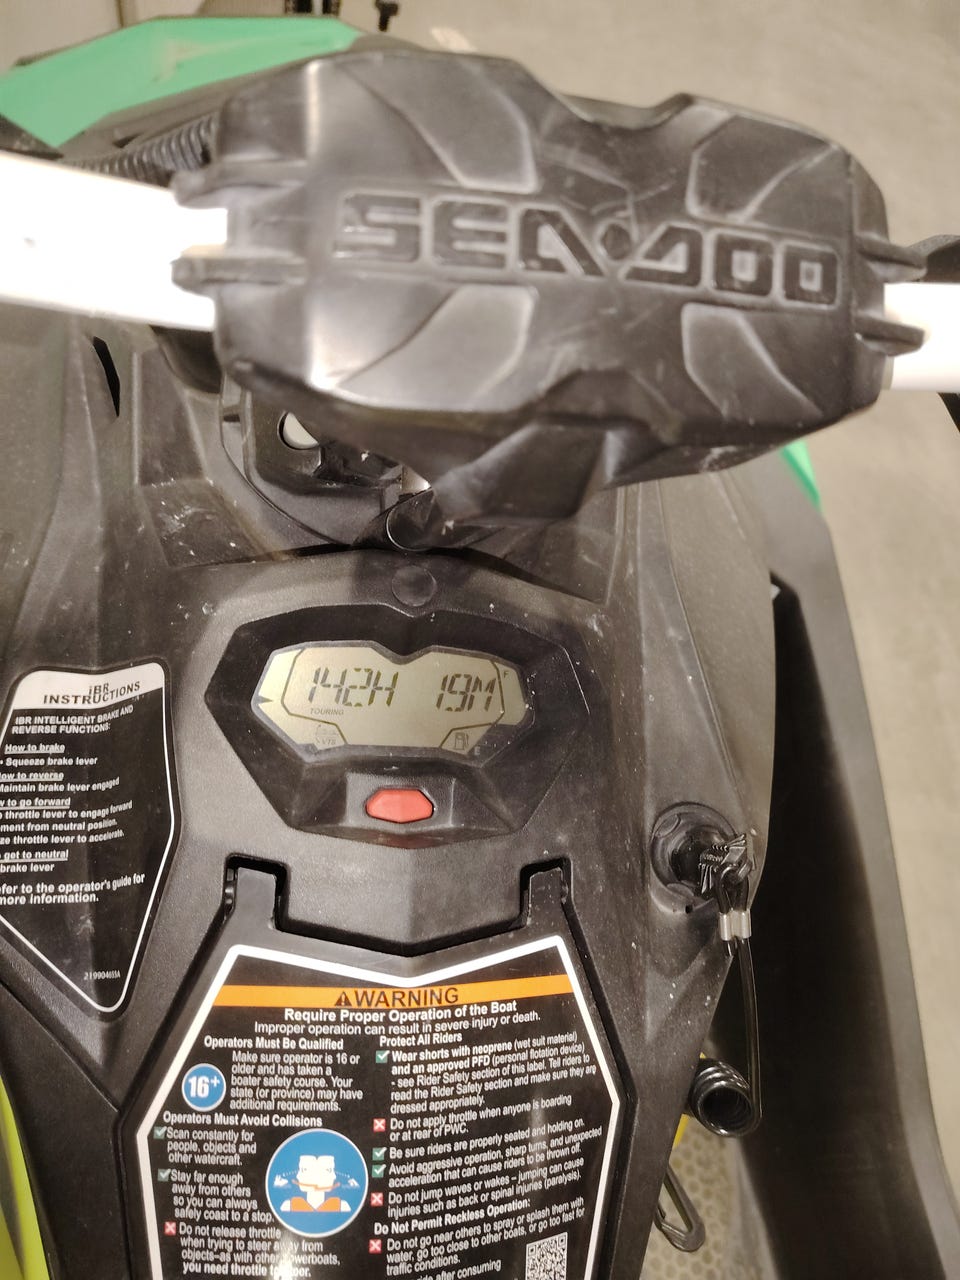 SEA·DOO
142H 19M
TOURING
VTS
F
E
iBR
INSTRUCTIONS
IBR INTELLIGENT BRAKE AND
REVERSE FUNCTIONS:
How to brake
• Squeeze brake lever
ow to reverse
Maintain brake lever engaged
w to go forward
throttle lever to engage forward
ment from neutral position.
ze throttle lever to accelerate.
get to neutral
brake lever
efer to the operator's guide for
more information.
219904655A
WARNING
Require Proper Operation of the Boat
Improper operation can result in severe injury or death.
Operators Must Be Qualified
16+
Make sure operator is 16 or
older and has taken a
boater safety course. Your
state (or province) may have
additional requirements.
Operators Must Avoid Collisions
Scan constantly for
people, objects and
other watercraft.
Stay far enough
away from others
so you can always
safely coast to a stop.
Do not release throttle
when trying to steer away from
objects–as with other powerboats,
you need throttle to
Protect All Riders
Wear shorts with neoprene (wet suit material)
and an approved PFD (personal flotation device)
- see Rider Safety section of this label. Tell riders to
read the Rider Safety section and make sure they are
dressed appropriately.
Do not apply throttle when anyone is boarding
or at rear of PWC.
Be sure riders are properly seated and holding on.
Avoid aggressive operation, sharp turns, and unexpected
acceleration that can cause riders to be thrown off.
Do not jump waves or wakes – jumping can cause
injuries such as back or spinal injuries (paralysis).
Do Not Permit Reckless Operation:
Do not go near others to spray or splash them with
water, go too close to other boats, or go too fast for
traffic conditions.
ride after consuming